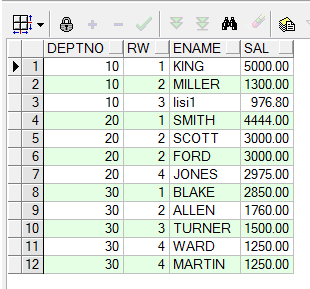 DEPTNO RW ENAME SAL
1 10 1 KING 5000.00
2 10 2 MILLER 1300.00
3 10 3 lisi1 976.80
4 20 1 SMITH 4444.00
5 20 2 SCOTT 3000.00
6 20 2 FORD 3000.00
7 20 4 JONES 2975.00
8 30 1 BLAKE 2850.00
9 30 2 ALLEN 1760.00
10 30 3 TURNER 1500.00
11 30 4 WARD 1250.00
12 30 4 MARTIN 1250.00